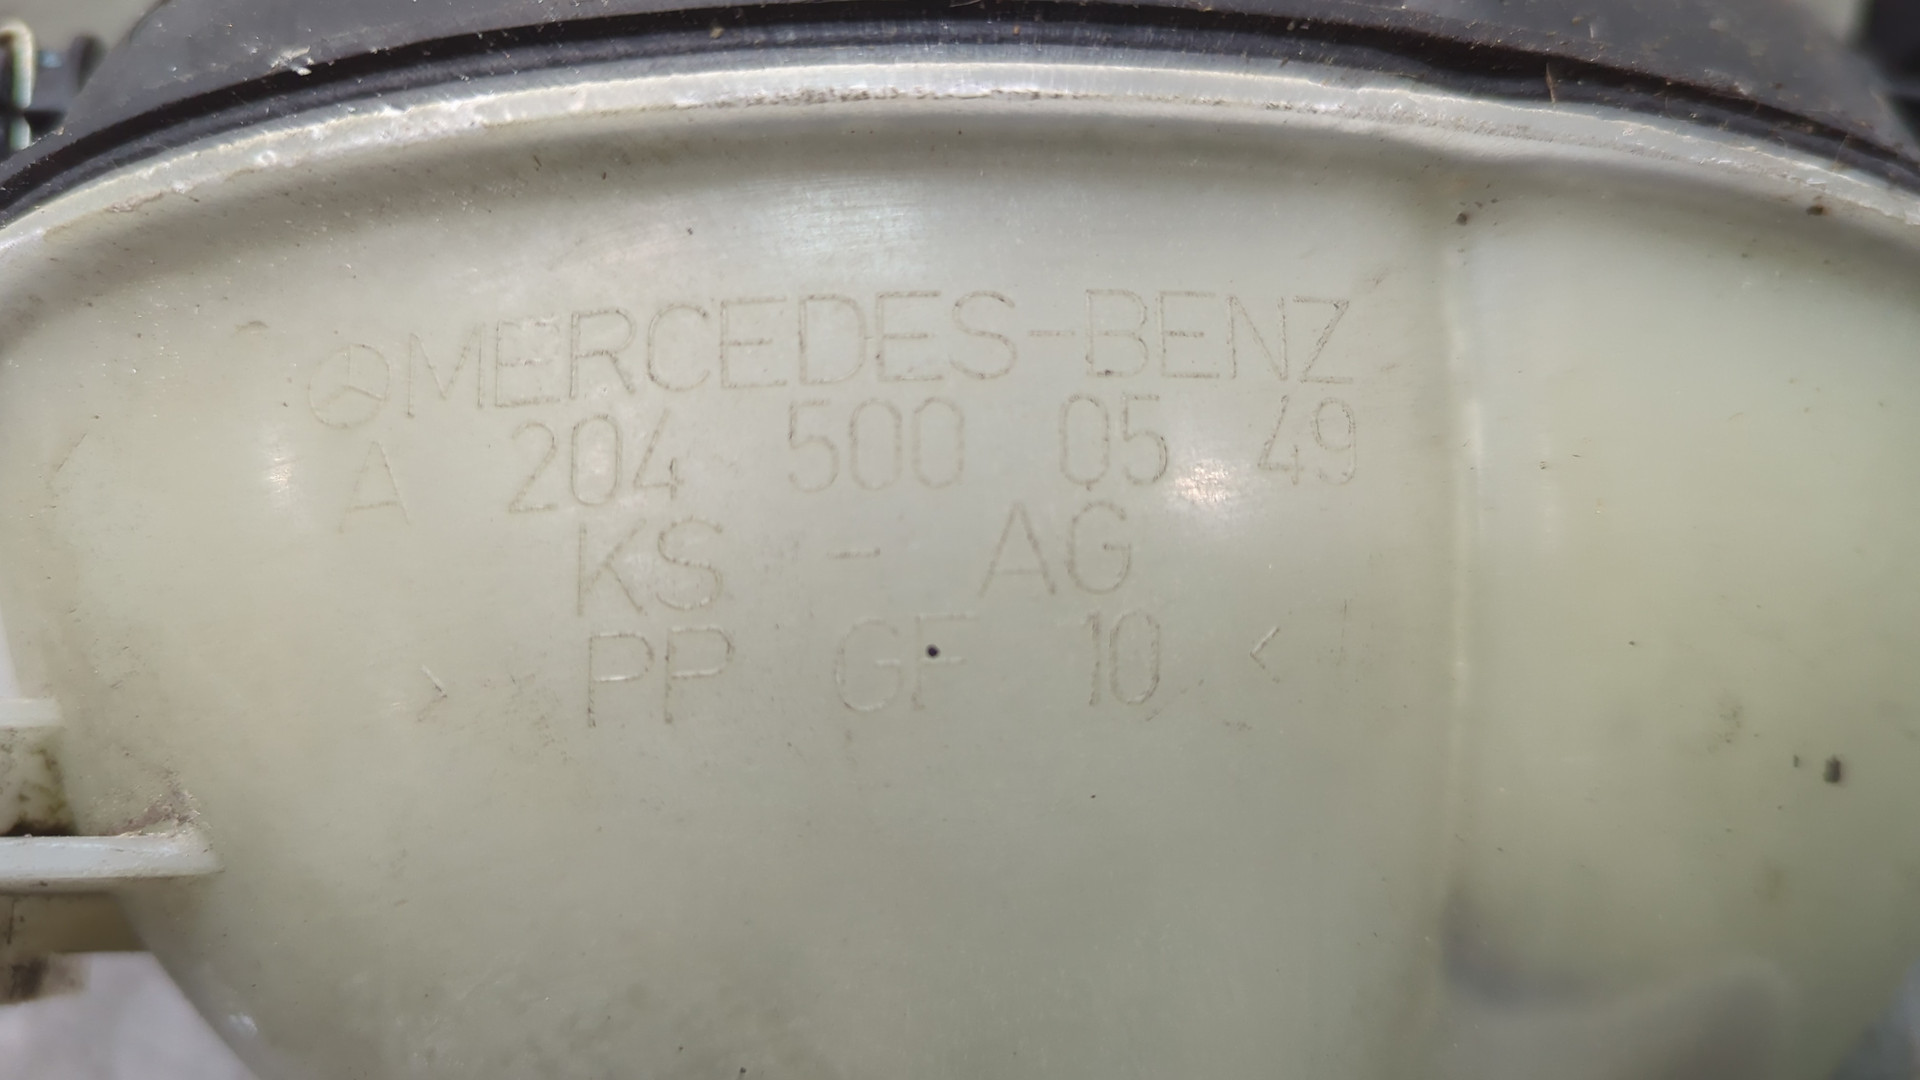 MERCEDES-BENZ
A 204 500 05 49
KS - AG
> PP GF 10 <